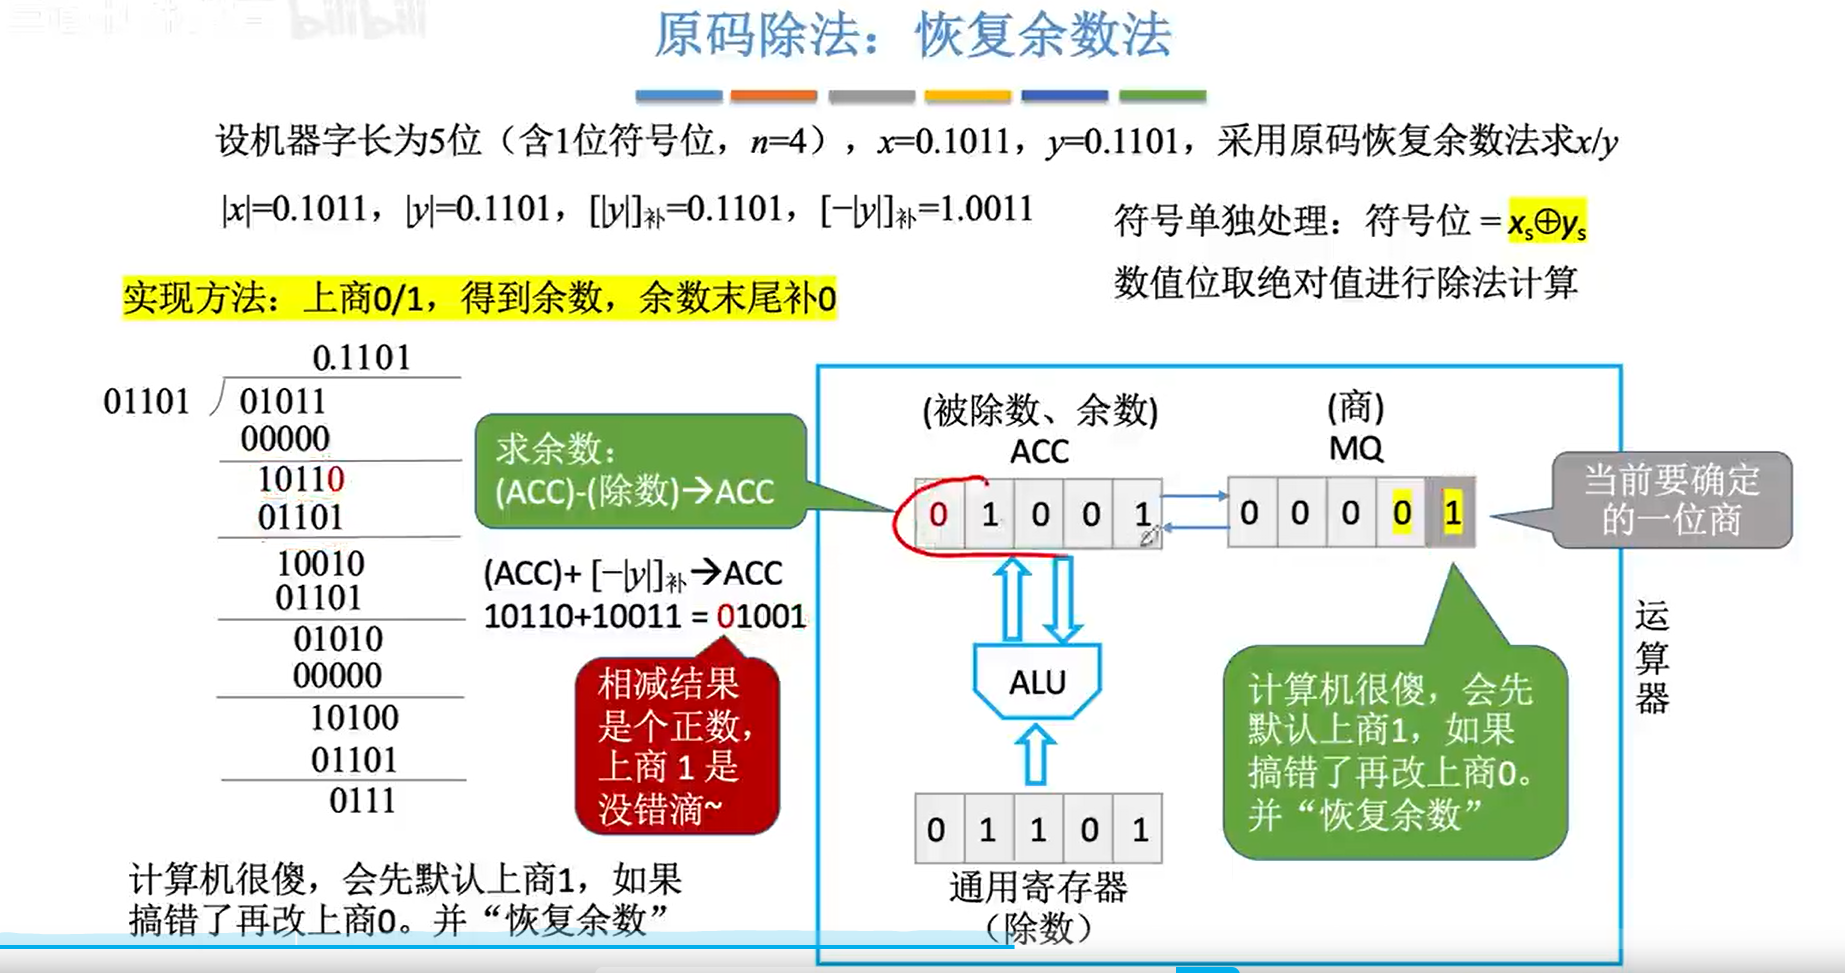 原码除法：恢复余数法
设机器字长为5位（含1位符号位，n=4），x=0.1011，y=0.1101，采用原码恢复余数法求x/y
|x|=0.1011，|y|=0.1101，[|y|]补=0.1101，[−|y|]补=1.0011
符号单独处理：符号位 = xs⊕ys
数值位取绝对值进行除法计算
实现方法：上商0/1，得到余数，余数末尾补0
0.1101
01101
01011
00000
10110
01101
10010
01101
01010
00000
10100
01101
0111
求余数：
(ACC)-(除数)→ACC
(ACC)+ [−|y|]补→ACC
10110+10011 = 01001
相减结果
是个正数，
上商 1 是
没错滴~
计算机很傻，会先默认上商1，如果
搞错了再改上商0。并“恢复余数”
(被除数、余数)
ACC
0 1 0 0 1
(商)
MQ
0 0 0 0 1
当前要确定
的一位商
ALU
0 1 1 0 1
通用寄存器
（除数）
计算机很傻，会先
默认上商1，如果
搞错了再改上商0。
并“恢复余数”
运
算
器
bilibili